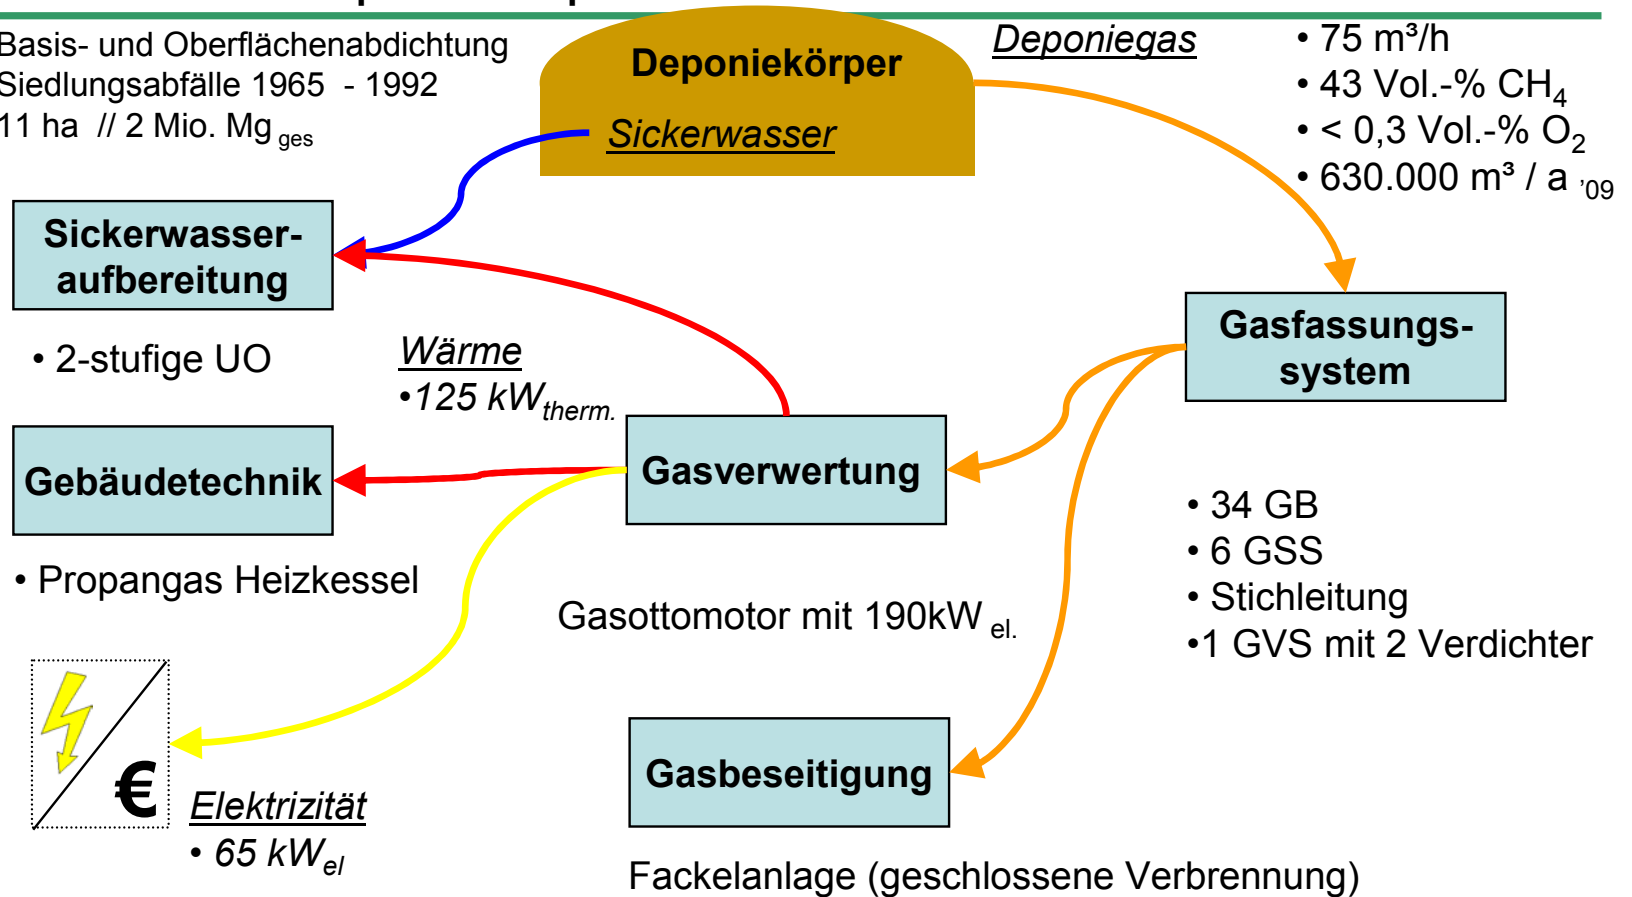 Basis- und Oberflächenabdichtung
Siedlungsabfälle 1965 - 1992
11 ha // 2 Mio. Mg ges
Deponiekörper
Sickerwasser
Deponiegas
• 75 m³/h
• 43 Vol.-% CH4
• < 0,3 Vol.-% O2
• 630.000 m³ / a '09
Sickerwasser-
aufbereitung
• 2-stufige UO
Wärme
•125 kWtherm.
Gasfassungs-
system
Gebäudetechnik
Gasverwertung
• Propangas Heizkessel
Gasottomotor mit 190kW el.
• 34 GB
• 6 GSS
• Stichleitung
•1 GVS mit 2 Verdichter
€
Elektrizität
• 65 kWel
Gasbeseitigung
Fackelanlage (geschlossene Verbrennung)